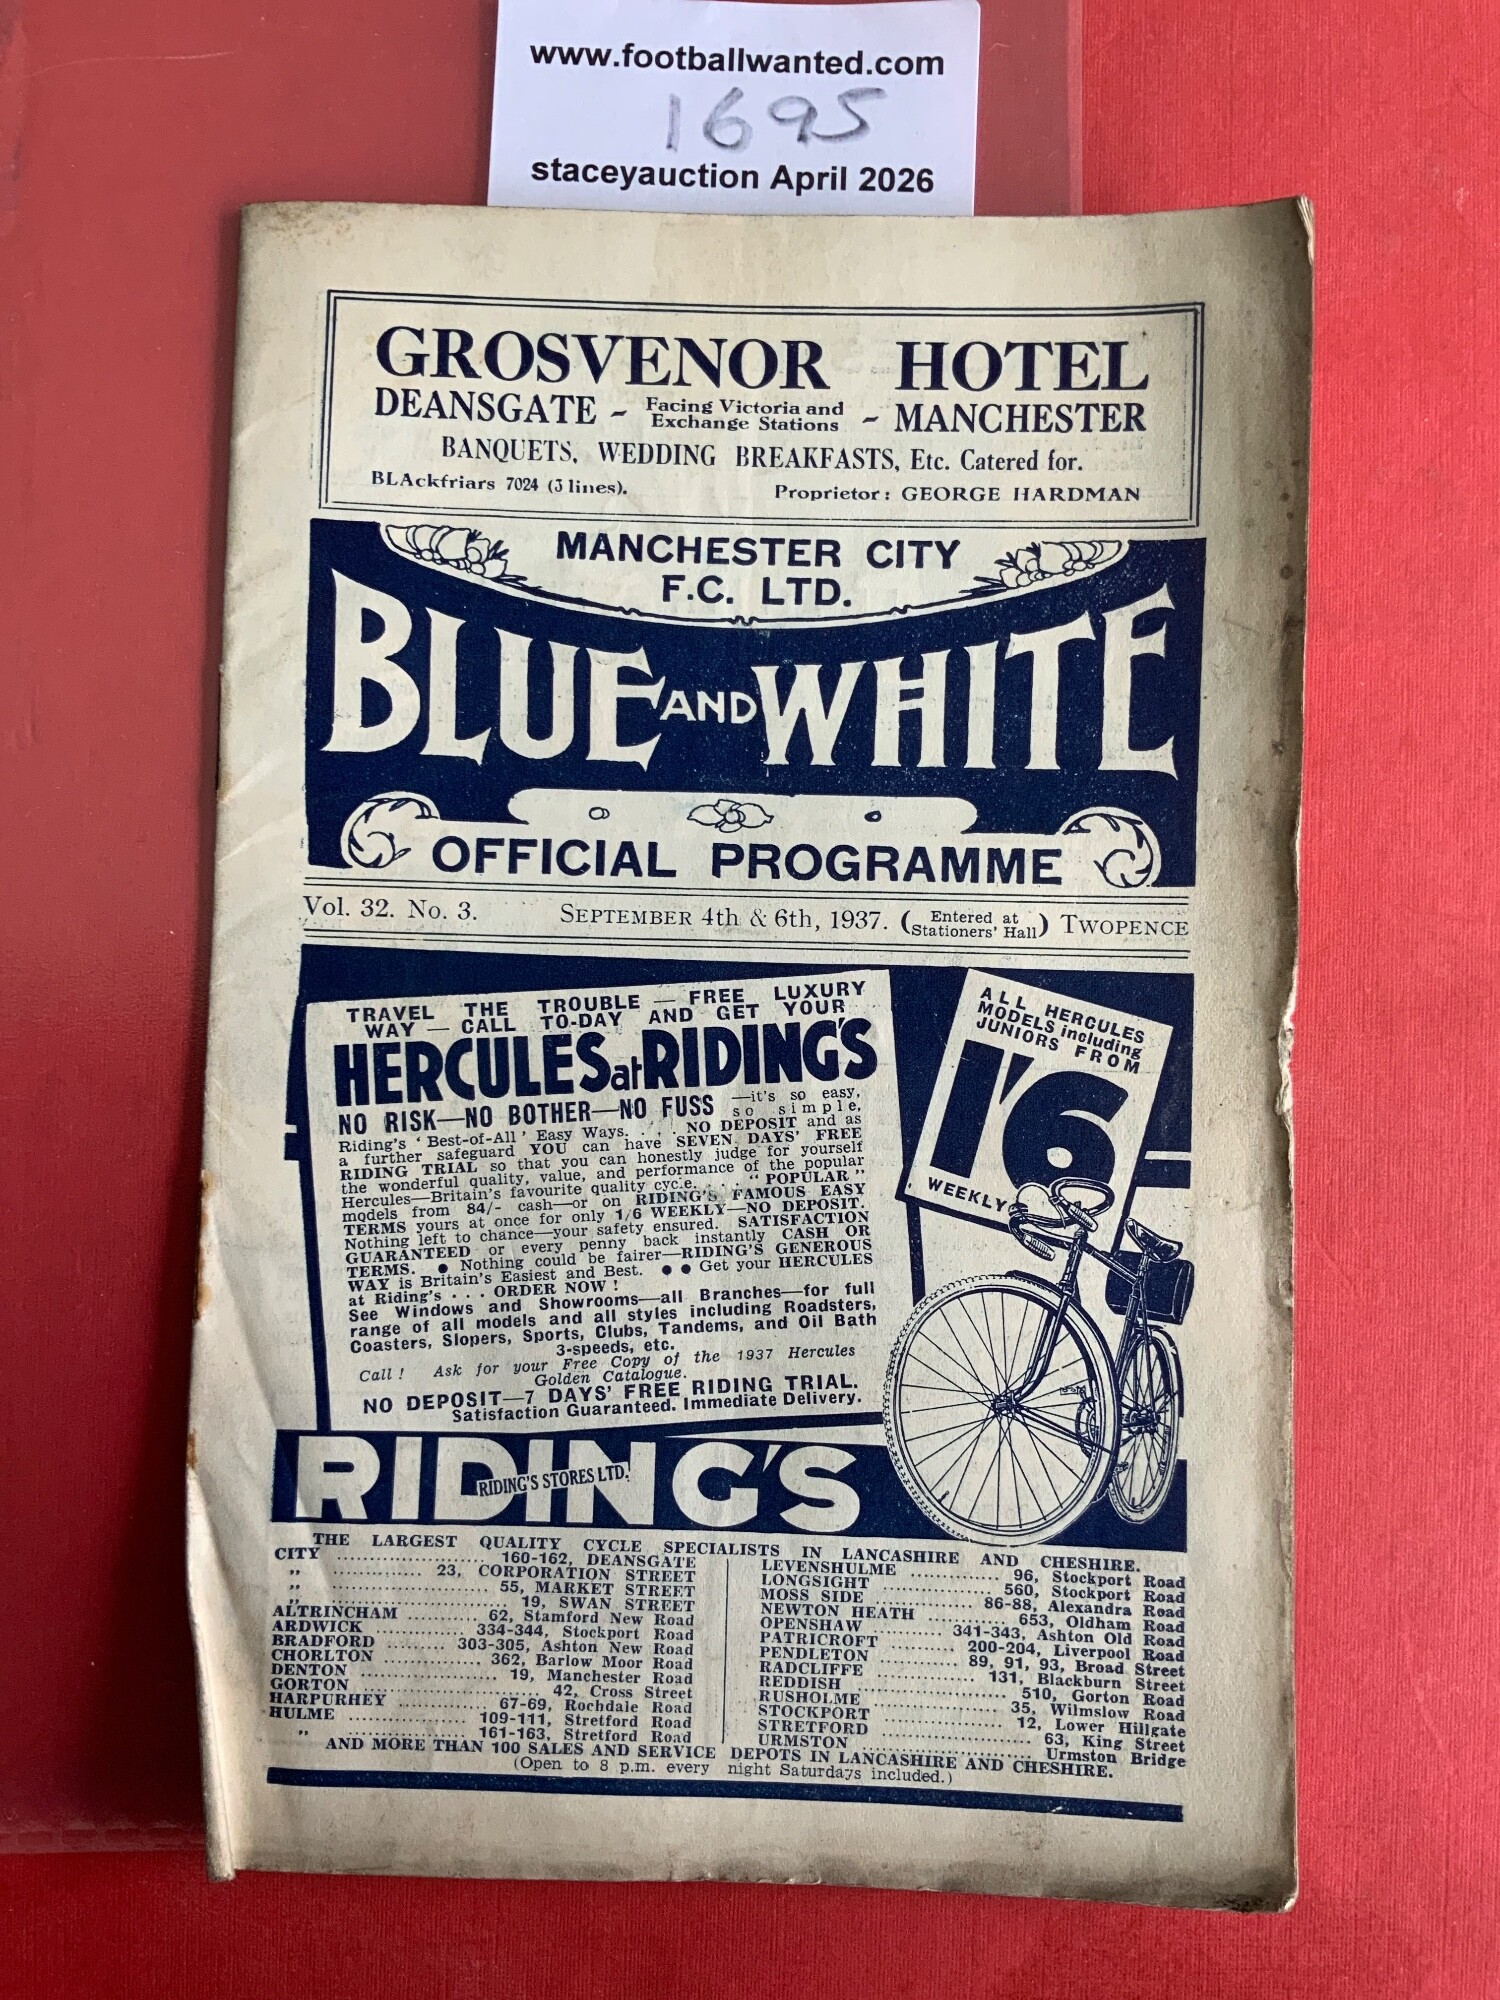 www.footballwanted.com
1695
staceyauction April 2026
GROSVENOR HOTEL
DEANSGATE ~ Facing Victoria and Exchange Stations ~ MANCHESTER
BANQUETS, WEDDING BREAKFASTS, Etc. Catered for.
BLAckfriars 7024 (3 lines). Proprietor: GEORGE HARDMAN
MANCHESTER CITY
F.C. LTD.
BLUE AND WHITE
OFFICIAL PROGRAMME
Vol. 32. No. 3. SEPTEMBER 4th & 6th, 1937. (Entered at Stationers' Hall) TWOPENCE
TRAVEL THE TROUBLE — FREE LUXURY
WAY — CALL TO-DAY AND GET YOUR
HERCULES at RIDING'S
NO RISK—NO BOTHER—NO FUSS —it's so easy,
so simple,
Riding's 'Best-of-All' Easy Ways. . . . NO DEPOSIT and as
a further safeguard YOU can have SEVEN DAYS' FREE
RIDING TRIAL so that you can honestly judge for yourself
the wonderful quality, value, and performance of the popular
Hercules—Britain's favourite quality cycle. . . . "POPULAR"
models from 84/- cash—or on RIDING'S FAMOUS EASY
TERMS yours at once for only 1/6 WEEKLY—NO DEPOSIT.
Nothing left to chance—your safety ensured. SATISFACTION
GUARANTEED or every penny back instantly CASH OR
TERMS. ● Nothing could be fairer—RIDING'S GENEROUS
WAY is Britain's Easiest and Best. ● ● Get your HERCULES
at Riding's . . . ORDER NOW !
See Windows and Showrooms—all Branches—for full
range of all models and all styles including Roadsters,
Coasters, Slopers, Sports, Clubs, Tandems, and Oil Bath
3-speeds, etc.
Call ! Ask for your Free Copy of the 1937 Hercules
Golden Catalogue.
NO DEPOSIT—7 DAYS' FREE RIDING TRIAL.
Satisfaction Guaranteed. Immediate Delivery.
ALL HERCULES
MODELS including
JUNIORS FROM
1'6
WEEKLY
RIDING'S
RIDING'S STORES LTD.
THE LARGEST QUALITY CYCLE SPECIALISTS IN LANCASHIRE AND CHESHIRE.
CITY .................... 160-162, DEANSGATE
,, ............. 23, CORPORATION STREET
,, ...................... 55, MARKET STREET
,, ........................ 19, SWAN STREET
ALTRINCHAM .......... 62, Stamford New Road
ARDWICK ............. 334-344, Stockport Road
BRADFORD ........ 303-305, Ashton New Road
CHORLTON .............. 362, Barlow Moor Road
DENTON .................... 19, Manchester Road
GORTON ........................ 42, Cross Street
HARPURHEY .............. 67-69, Rochdale Road
HULME ................. 109-111, Stretford Road
,, ................. 161-163, Stretford Road
LEVENSHULME ............. 96, Stockport Road
LONGSIGHT .................. 560, Stockport Road
MOSS SIDE ................ 86-88, Alexandra Road
NEWTON HEATH ........... 653, Oldham Road
OPENSHAW .......... 341-343, Ashton Old Road
PATRICROFT .......... 200-204, Liverpool Road
PENDLETON ............ 89, 91, 93, Broad Street
RADCLIFFE .............. 131, Blackburn Street
REDDISH ........................ 510, Gorton Road
RUSHOLME .................. 35, Wilmslow Road
STOCKPORT ................. 12, Lower Hillgate
STRETFORD ........................ 63, King Street
URMSTON .......................... Urmston Bridge
AND MORE THAN 100 SALES AND SERVICE DEPOTS IN LANCASHIRE AND CHESHIRE.
(Open to 8 p.m. every night Saturdays included.)